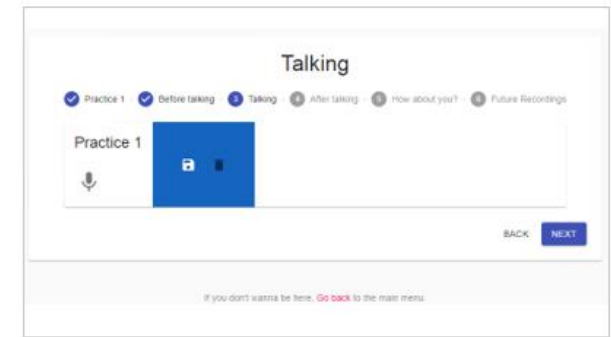 Talking
Practice 1 Before talking 3 Talking 4 After talking 5 How about you? 6 Future Recordings
Practice 1
BACK NEXT
If you don't wanna be here, Go back to the main menu.